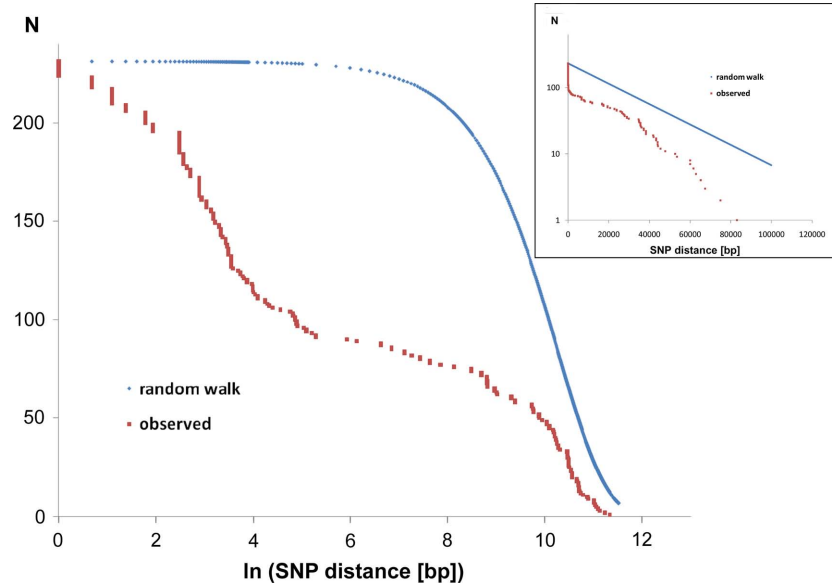 N
200
150
100
50
0
0 2 4 6 8 10 12
ln (SNP distance [bp])
random walk
observed
N
100
10
1
0 20000 40000 60000 80000 100000 120000
SNP distance [bp]
random walk
observed